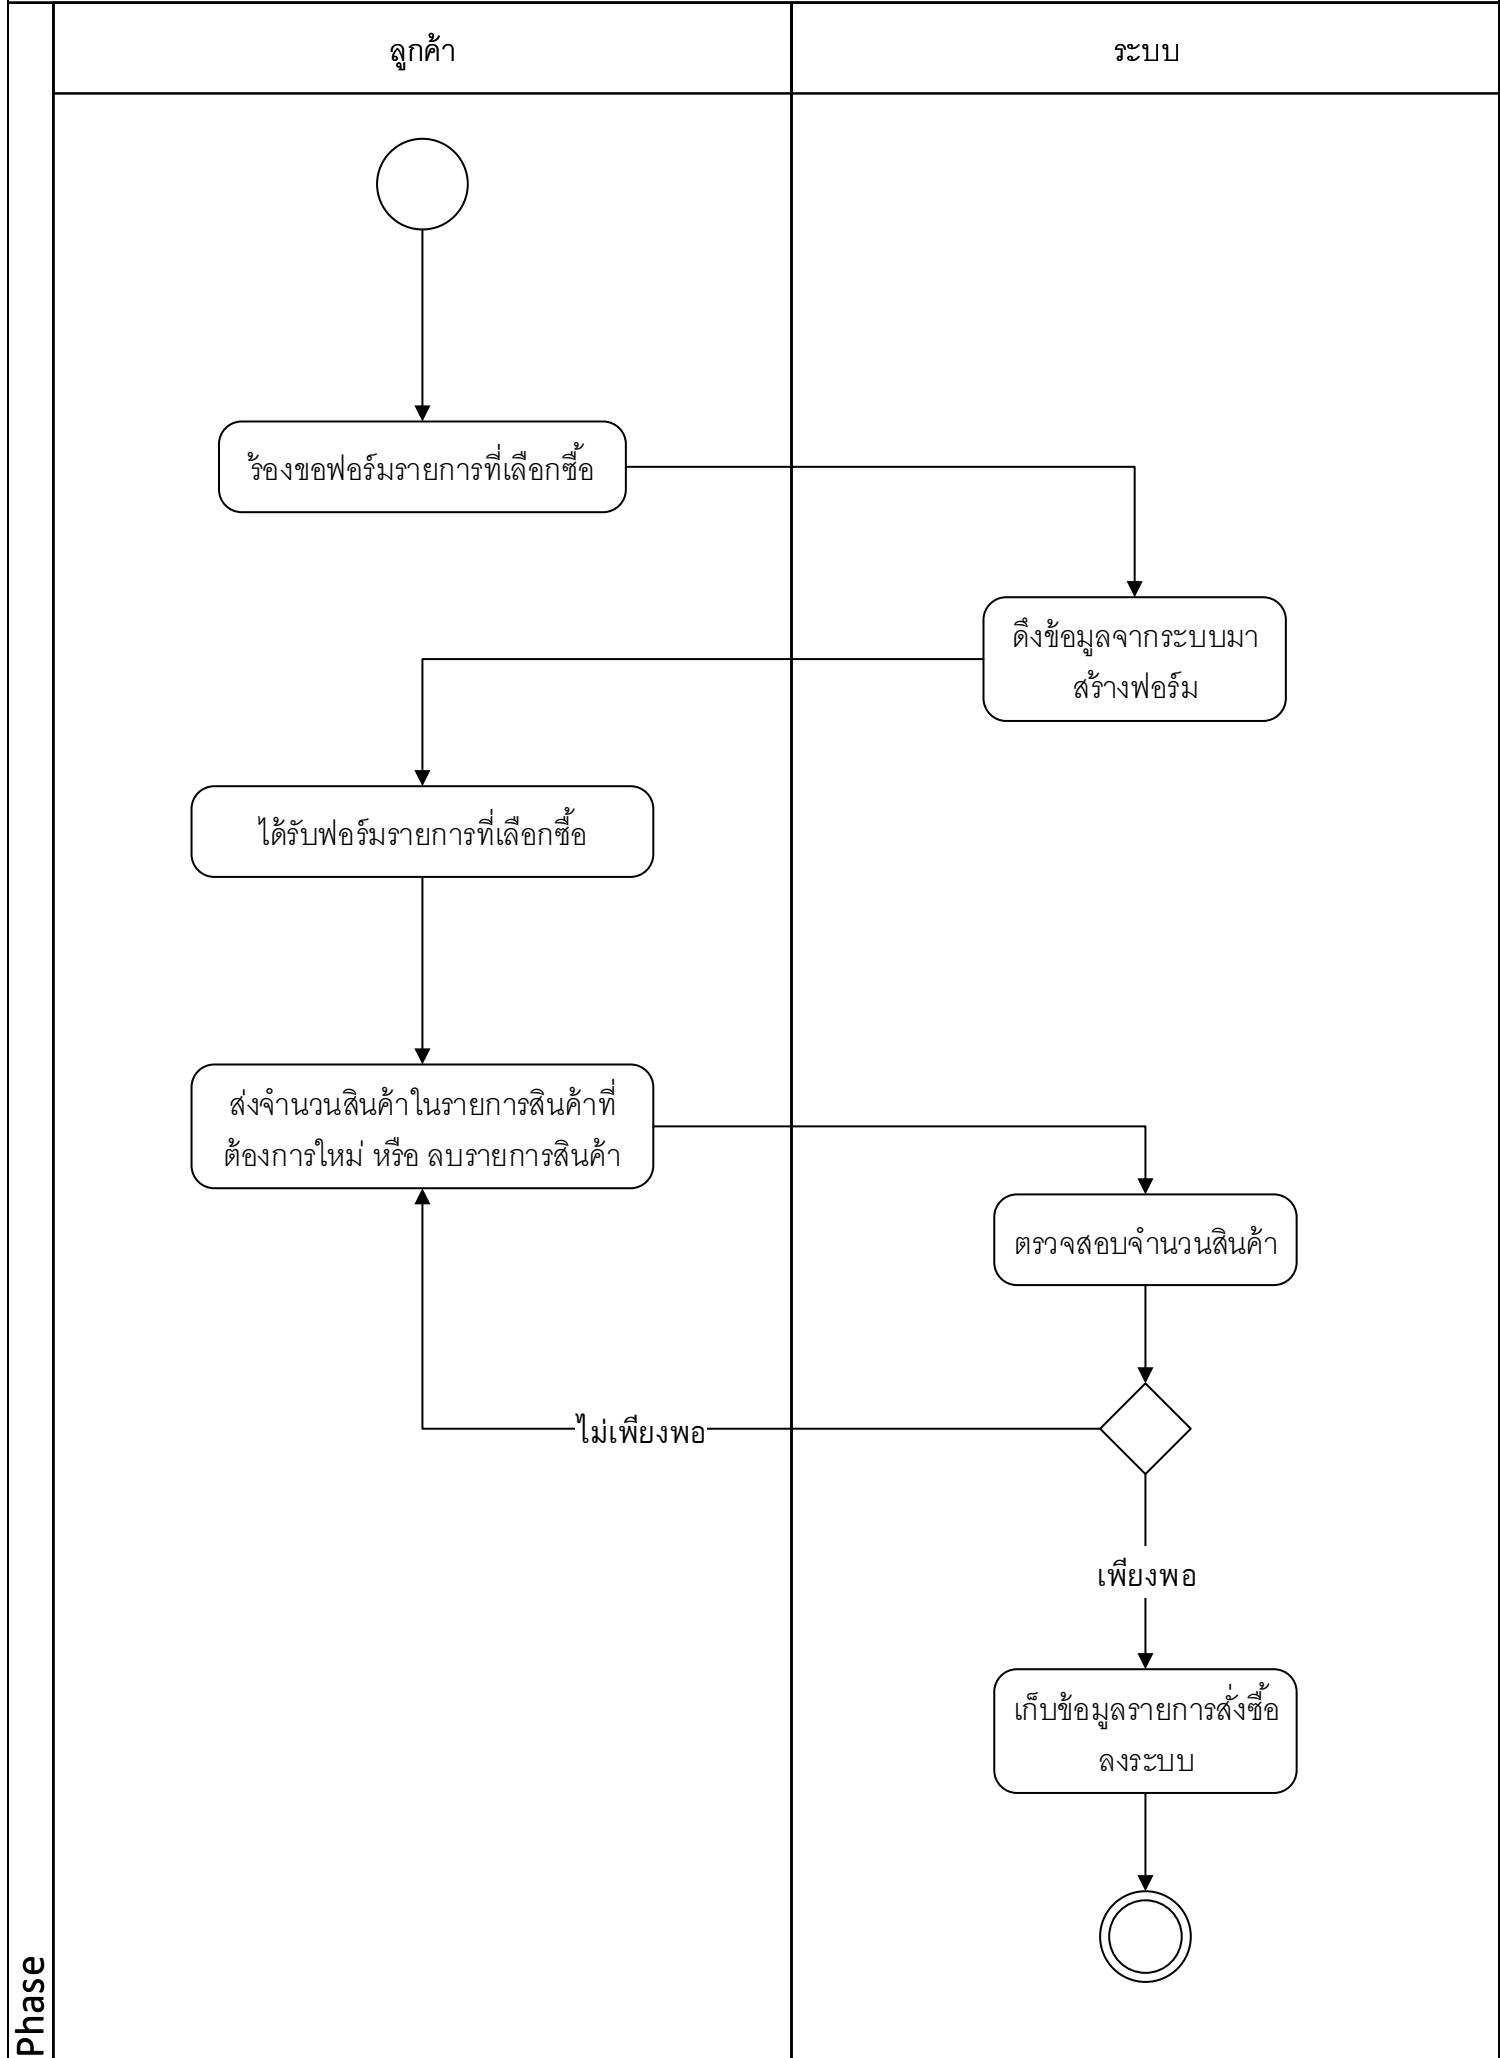 ลูกค้า
ระบบ
ร้องขอฟอร์มรายการที่เลือกซื้อ
ดึงข้อมูลจากระบบมา
สร้างฟอร์ม
ได้รับฟอร์มรายการที่เลือกซื้อ
ส่งจำนวนสินค้าในรายการสินค้าที่
ต้องการใหม่ หรือ ลบรายการสินค้า
ตรวจสอบจำนวนสินค้า
ไม่เพียงพอ
เพียงพอ
เก็บข้อมูลรายการสั่งซื้อ
ลงระบบ
Phase